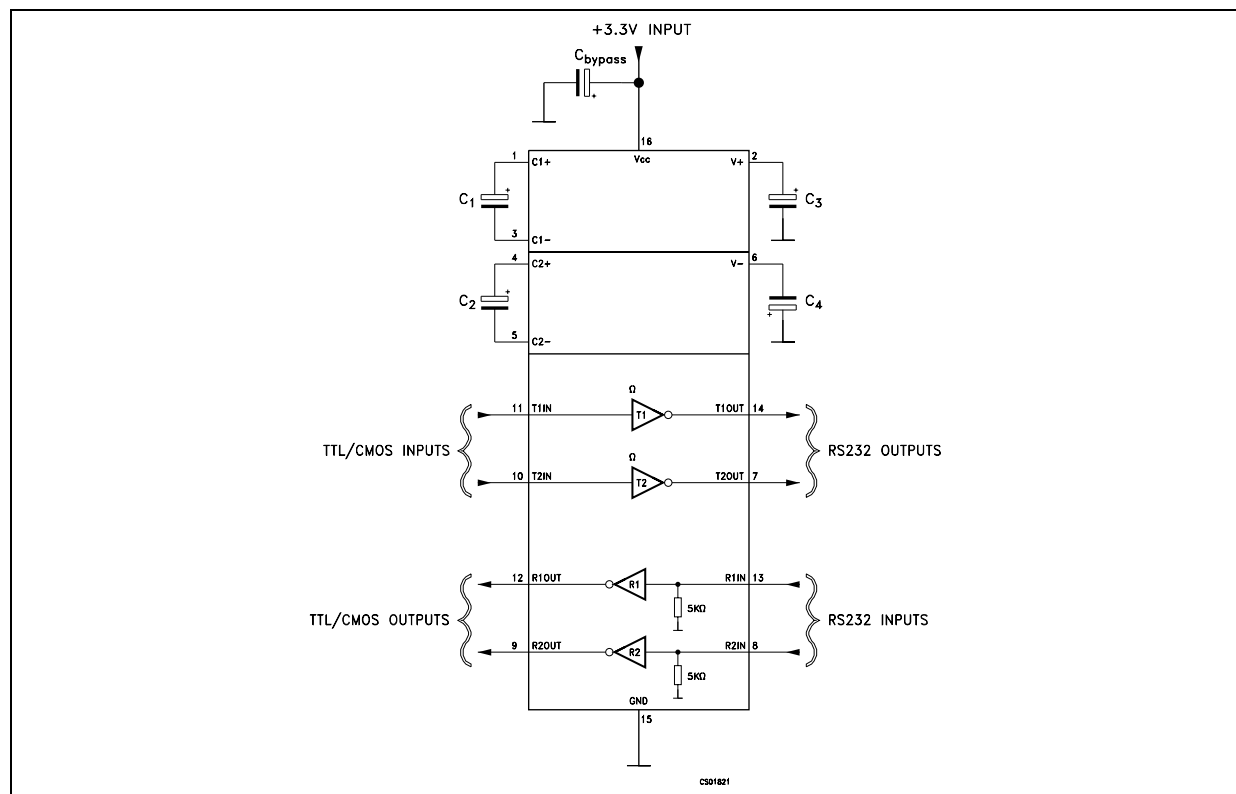 +3.3V INPUT
Cbypass
+
16
1 C1+ Vcc V+ 2
C1 + + C3
3 C1-
4 C2+ V- 6
C2 + + C4
5 C2-
Ω
11 T1IN T1 T1OUT 14
TTL/CMOS INPUTS RS232 OUTPUTS
Ω
10 T2IN T2 T2OUT 7
12 R1OUT R1 R1IN 13
5KΩ
TTL/CMOS OUTPUTS RS232 INPUTS
9 R2OUT R2 R2IN 8
5KΩ
GND
15
CS01821